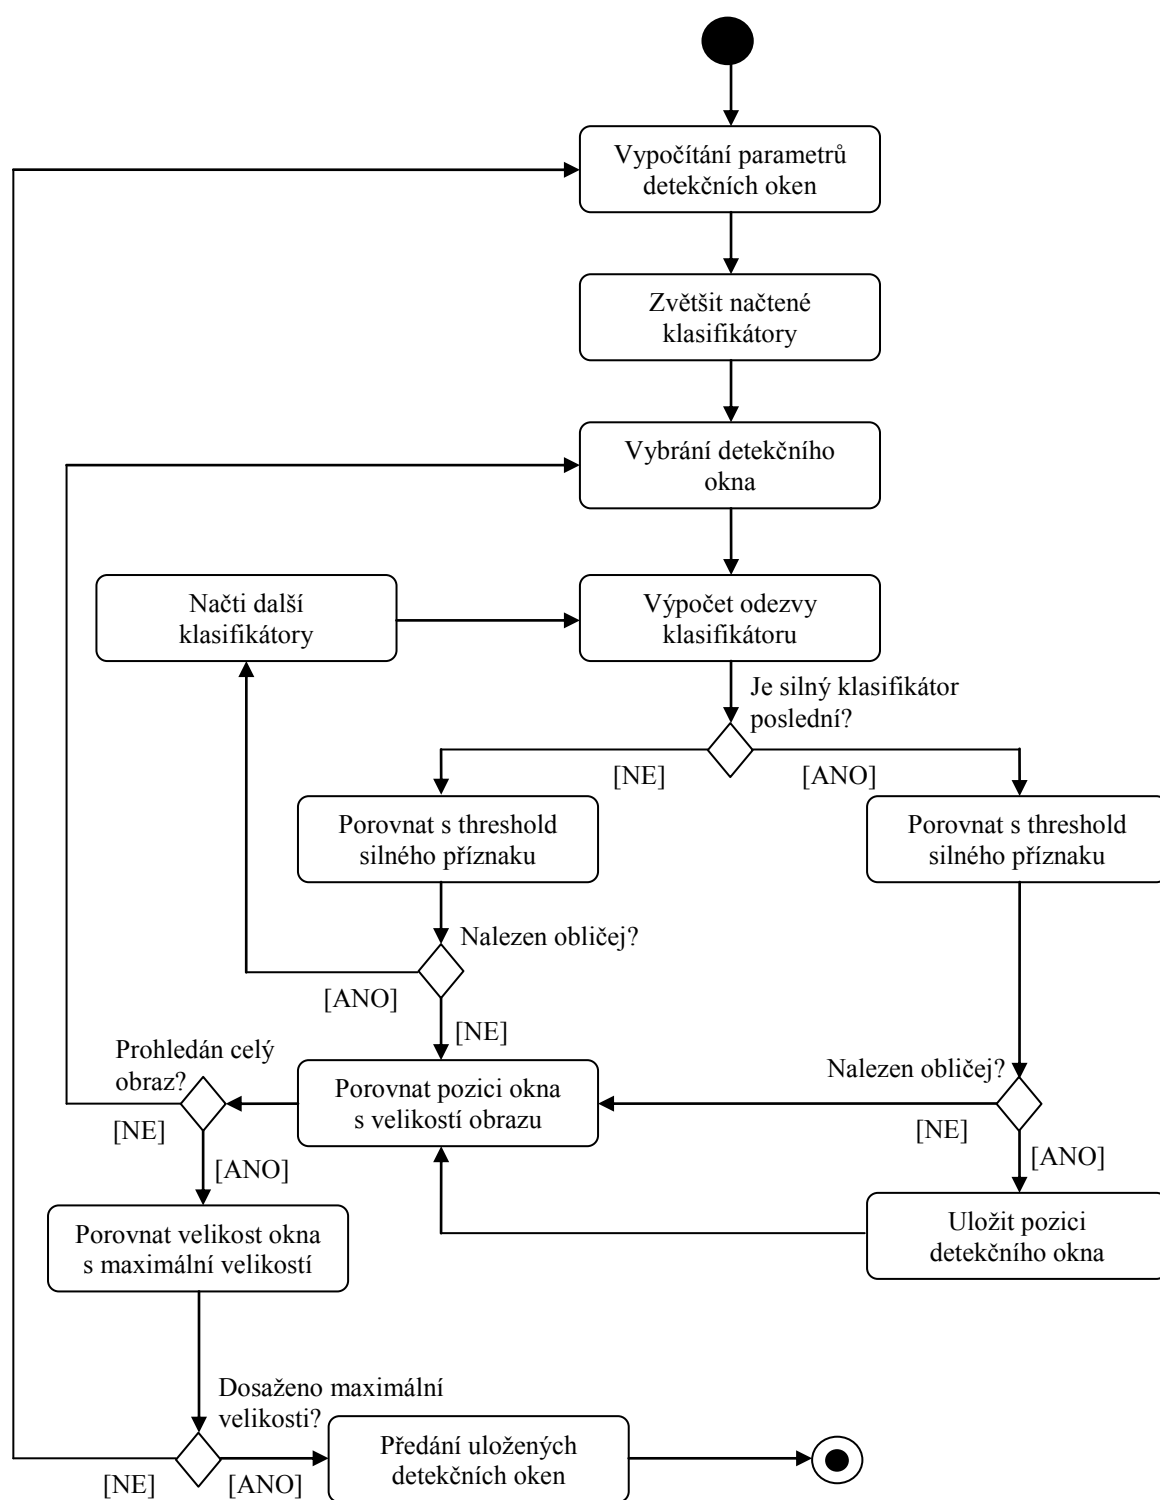 Vypočítání parametrů
detekčních oken
Zvětšit načtené
klasifikátory
Vybrání detekčního
okna
Načti další
klasifikátory
Výpočet odezvy
klasifikátoru
Je silný klasifikátor
poslední?
[NE]
[ANO]
Porovnat s threshold
silného příznaku
Porovnat s threshold
silného příznaku
Nalezen obličej?
[ANO]
[NE]
Prohledán celý
obraz?
Porovnat pozici okna
s velikostí obrazu
Nalezen obličej?
[NE]
[NE]
[ANO]
[ANO]
Porovnat velikost okna
s maximální velikostí
Uložit pozici
detekčního okna
Dosaženo maximální
velikosti?
Předání uložených
detekčních oken
[NE]
[ANO]